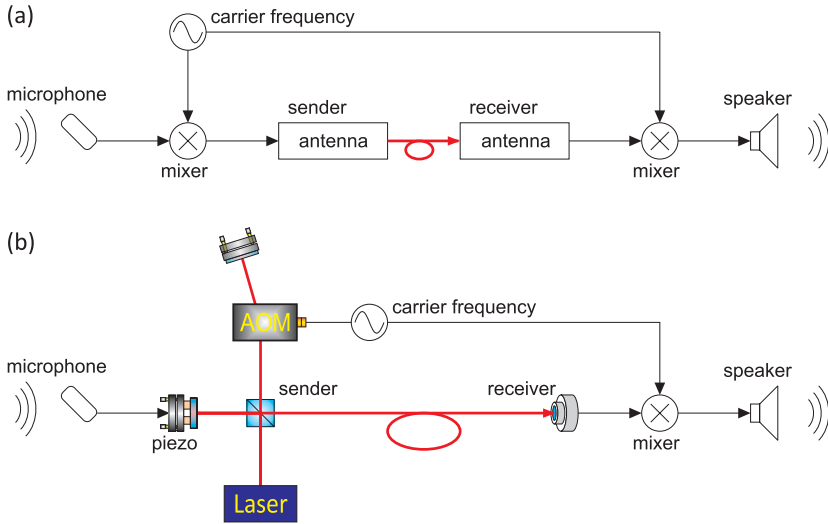 (a)
carrier frequency
microphone
sender
receiver
speaker
antenna
antenna
mixer
mixer
(b)
AOM
carrier frequency
microphone
sender
receiver
speaker
piezo
mixer
Laser